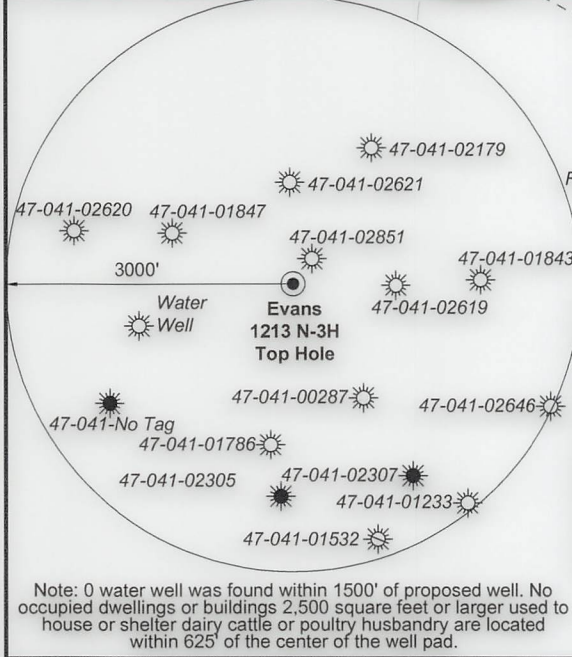 47-041-02179
47-041-02621
47-041-02620
47-041-01847
47-041-02851
47-041-01843
3000'
47-041-02619
Water
Well
Evans
1213 N-3H
Top Hole
47-041-00287
47-041-02646
47-041-No Tag
47-041-01786
47-041-02305
47-041-02307
47-041-01233
47-041-01532
Note: 0 water well was found within 1500' of proposed well. No
occupied dwellings or buildings 2,500 square feet or larger used to
house or shelter dairy cattle or poultry husbandry are located
within 625' of the center of the well pad.